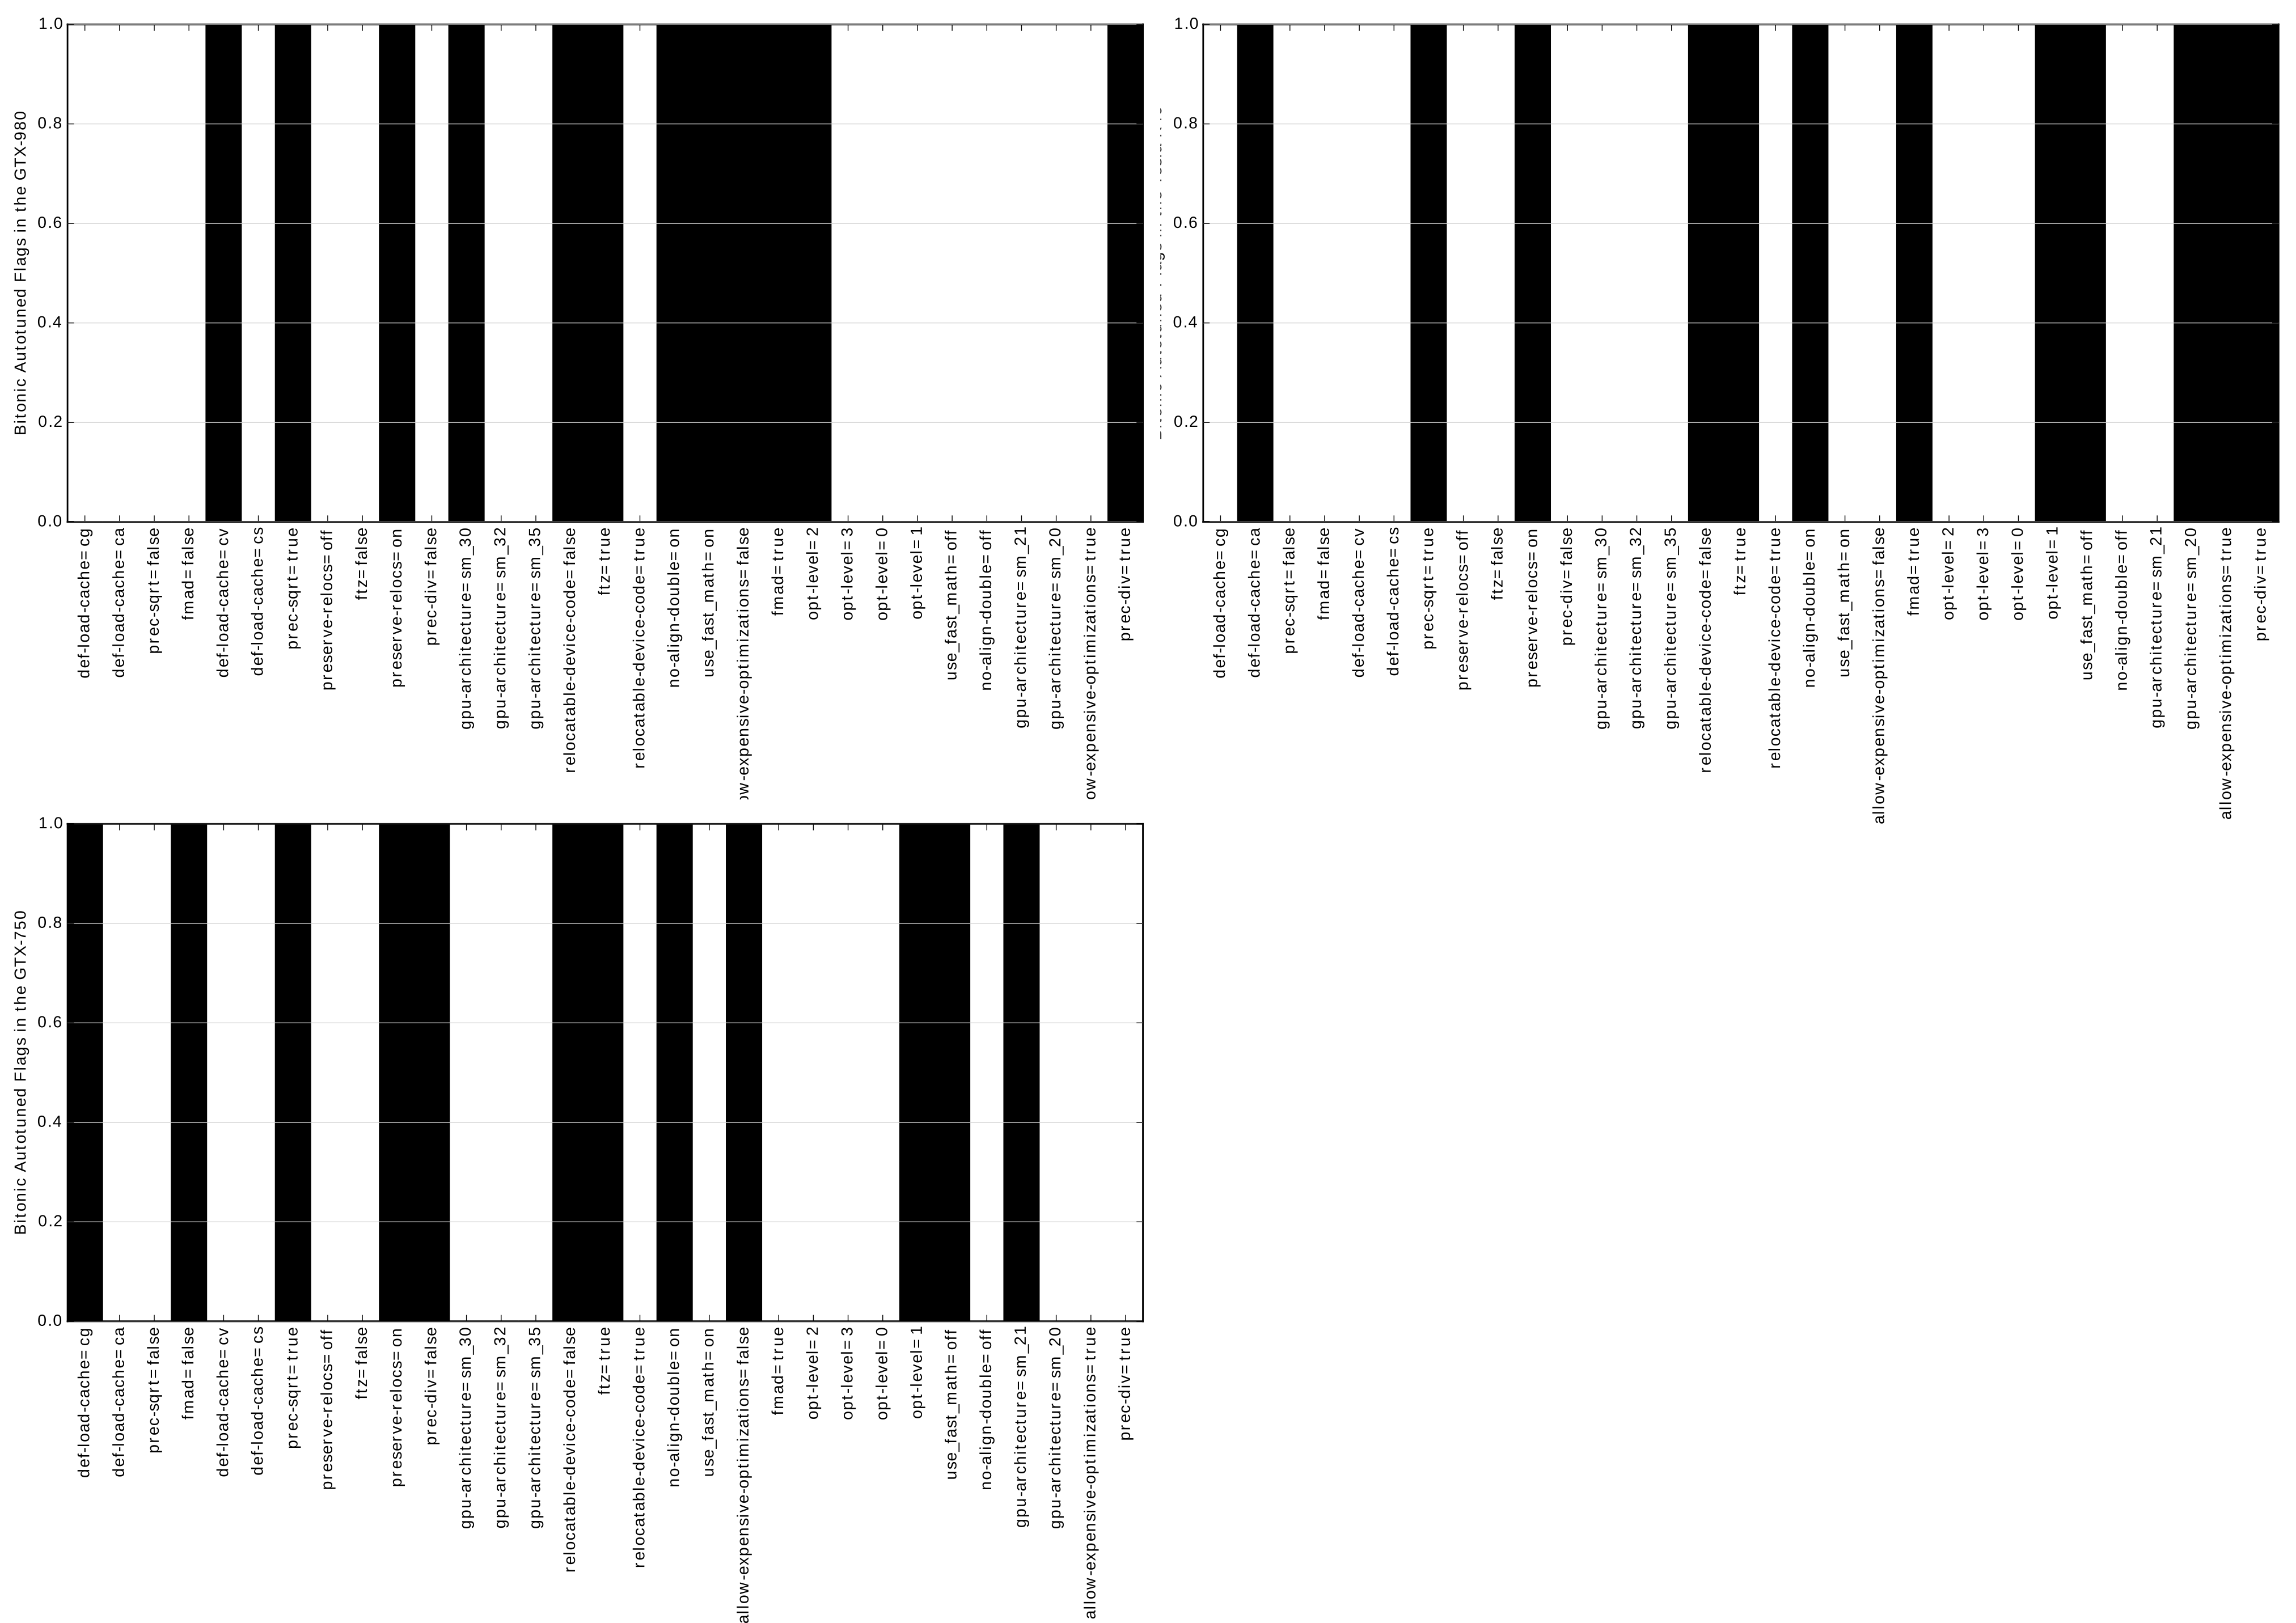 Bitonic Autotuned Flags in the GTX-980
1.0
0.8
0.6
0.4
0.2
0.0
def-load-cache=cg
def-load-cache=ca
prec-sqrt=false
fmad=false
def-load-cache=cv
def-load-cache=cs
prec-sqrt=true
preserve-relocs=off
ftz=false
preserve-relocs=on
prec-div=false
gpu-architecture=sm_30
gpu-architecture=sm_32
gpu-architecture=sm_35
relocatable-device-code=false
ftz=true
relocatable-device-code=true
no-align-double=on
use_fast_math=on
ow-expensive-optimizations=false
fmad=true
opt-level=2
opt-level=3
opt-level=0
opt-level=1
use_fast_math=off
no-align-double=off
gpu-architecture=sm_21
gpu-architecture=sm_20
ow-expensive-optimizations=true
prec-div=true
1.0
0.8
0.6
0.4
0.2
0.0
def-load-cache=cg
def-load-cache=ca
prec-sqrt=false
fmad=false
def-load-cache=cv
def-load-cache=cs
prec-sqrt=true
preserve-relocs=off
ftz=false
preserve-relocs=on
prec-div=false
gpu-architecture=sm_30
gpu-architecture=sm_32
gpu-architecture=sm_35
relocatable-device-code=false
ftz=true
relocatable-device-code=true
no-align-double=on
use_fast_math=on
allow-expensive-optimizations=false
fmad=true
opt-level=2
opt-level=3
opt-level=0
opt-level=1
use_fast_math=off
no-align-double=off
gpu-architecture=sm_21
gpu-architecture=sm_20
allow-expensive-optimizations=true
prec-div=true
Bitonic Autotuned Flags in the GTX-750
1.0
0.8
0.6
0.4
0.2
0.0
def-load-cache=cg
def-load-cache=ca
prec-sqrt=false
fmad=false
def-load-cache=cv
def-load-cache=cs
prec-sqrt=true
preserve-relocs=off
ftz=false
preserve-relocs=on
prec-div=false
gpu-architecture=sm_30
gpu-architecture=sm_32
gpu-architecture=sm_35
relocatable-device-code=false
ftz=true
relocatable-device-code=true
no-align-double=on
use_fast_math=on
allow-expensive-optimizations=false
fmad=true
opt-level=2
opt-level=3
opt-level=0
opt-level=1
use_fast_math=off
no-align-double=off
gpu-architecture=sm_21
gpu-architecture=sm_20
allow-expensive-optimizations=true
prec-div=true